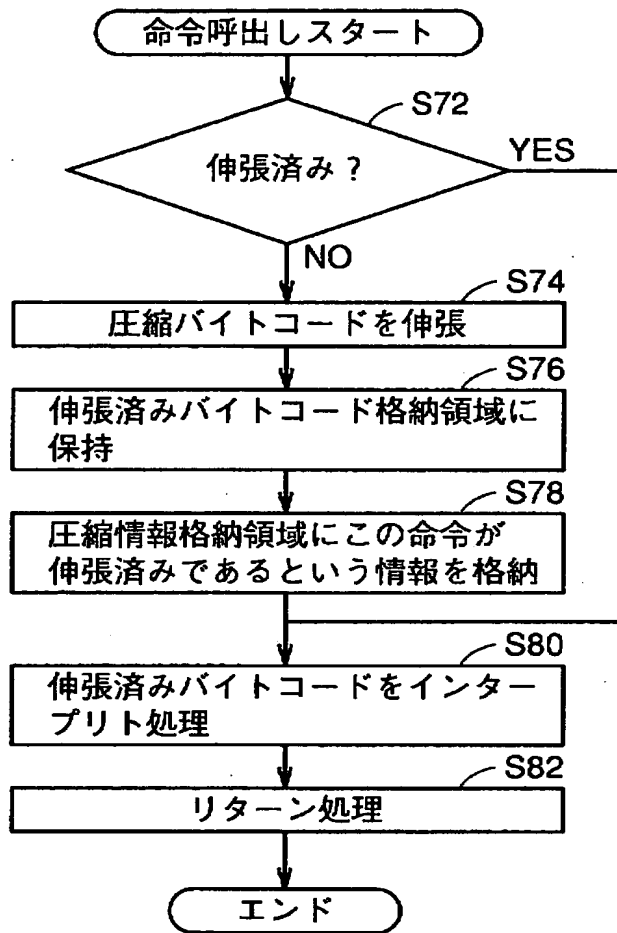 命令呼出しスタート
S72
伸張済み？
YES
NO
S74
圧縮バイトコードを伸張
S76
伸張済みバイトコード格納領域に
保持
S78
圧縮情報格納領域にこの命令が
伸張済みであるという情報を格納
S80
伸張済みバイトコードをインター
プリト処理
S82
リターン処理
エンド